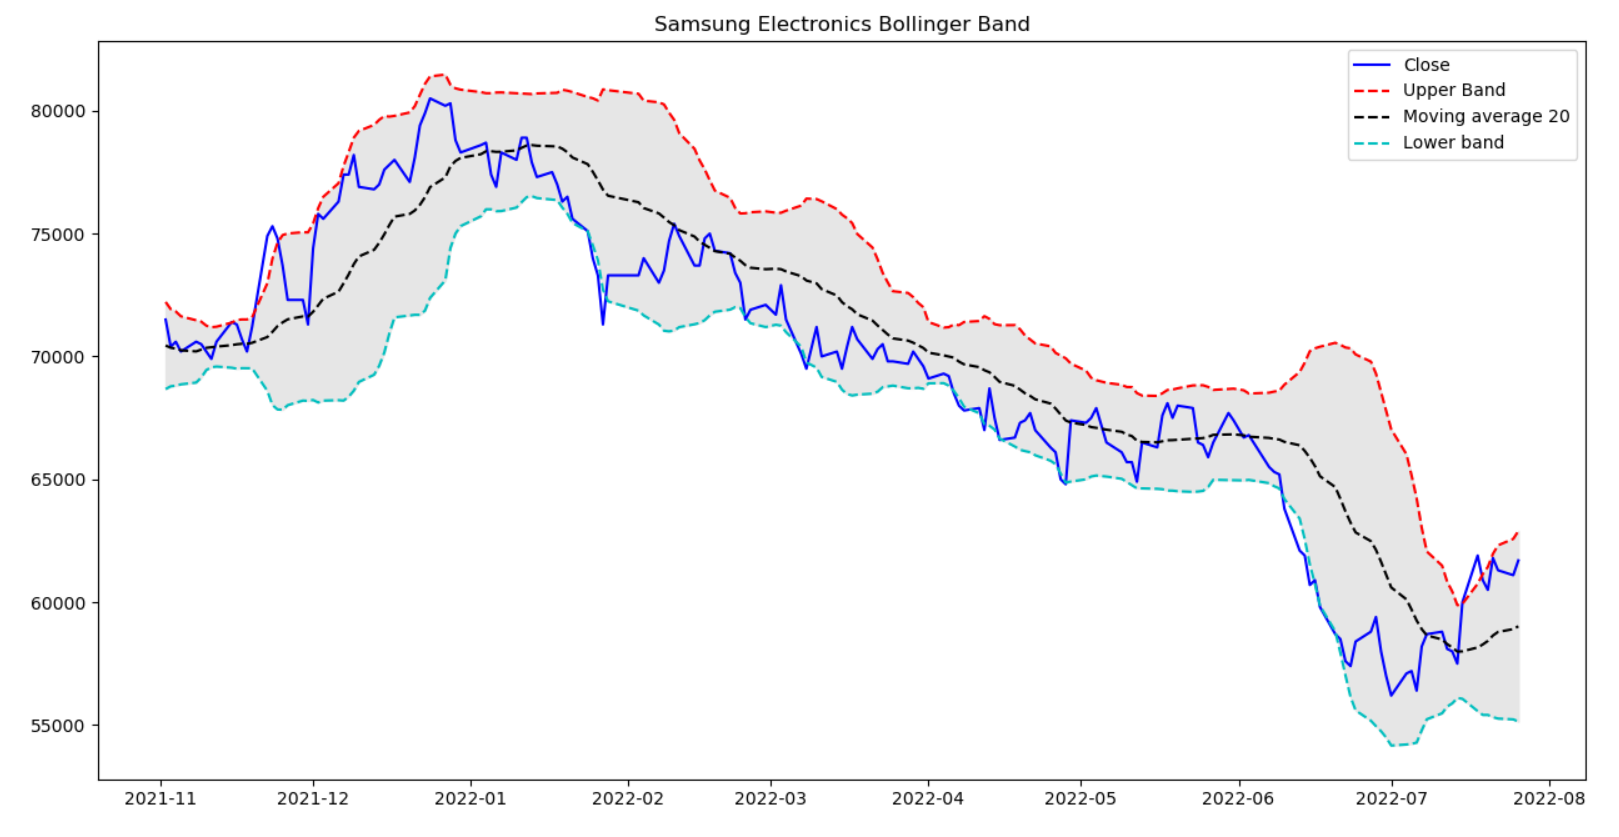 Samsung Electronics Bollinger Band
Close
Upper Band
Moving average 20
Lower band
80000
75000
70000
65000
60000
55000
2021-11 2021-12 2022-01 2022-02 2022-03 2022-04 2022-05 2022-06 2022-07 2022-08